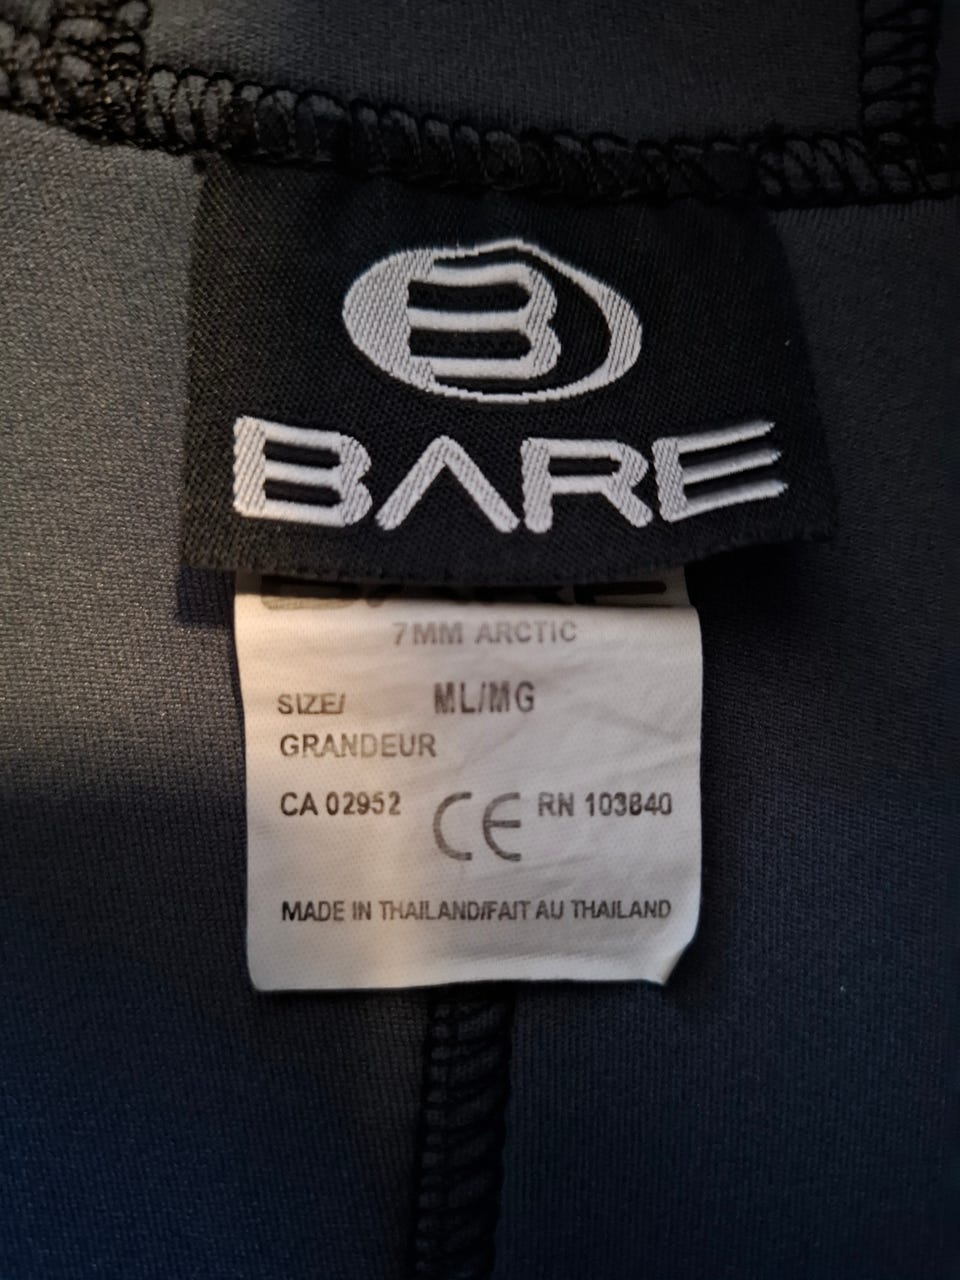 B
BARE
7MM ARCTIC
SIZE/ ML/MG
GRANDEUR
CA 02952 CE RN 103840
MADE IN THAILAND/FAIT AU THAILAND